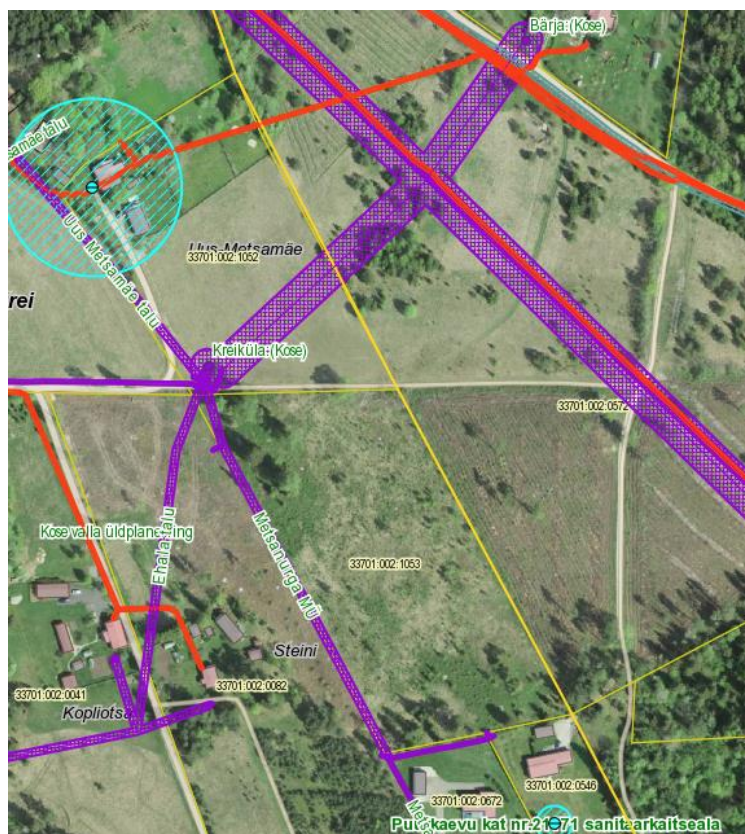 Bärja:(Kose)
Metsamäe talu
Uus Metsamäe talu
Uus-Metsamäe
33701:002:1052
rei
Kreiküla:(Kose)
33701:002:0572
Kose valla üldplaneering
Ehala talu
Metsanurga MÜ
33701:002:1053
Steini
33701:002:0041
33701:002:0082
Kopliotsa
33701:002:0546
33701:002:0672
sanitaarkaitseala